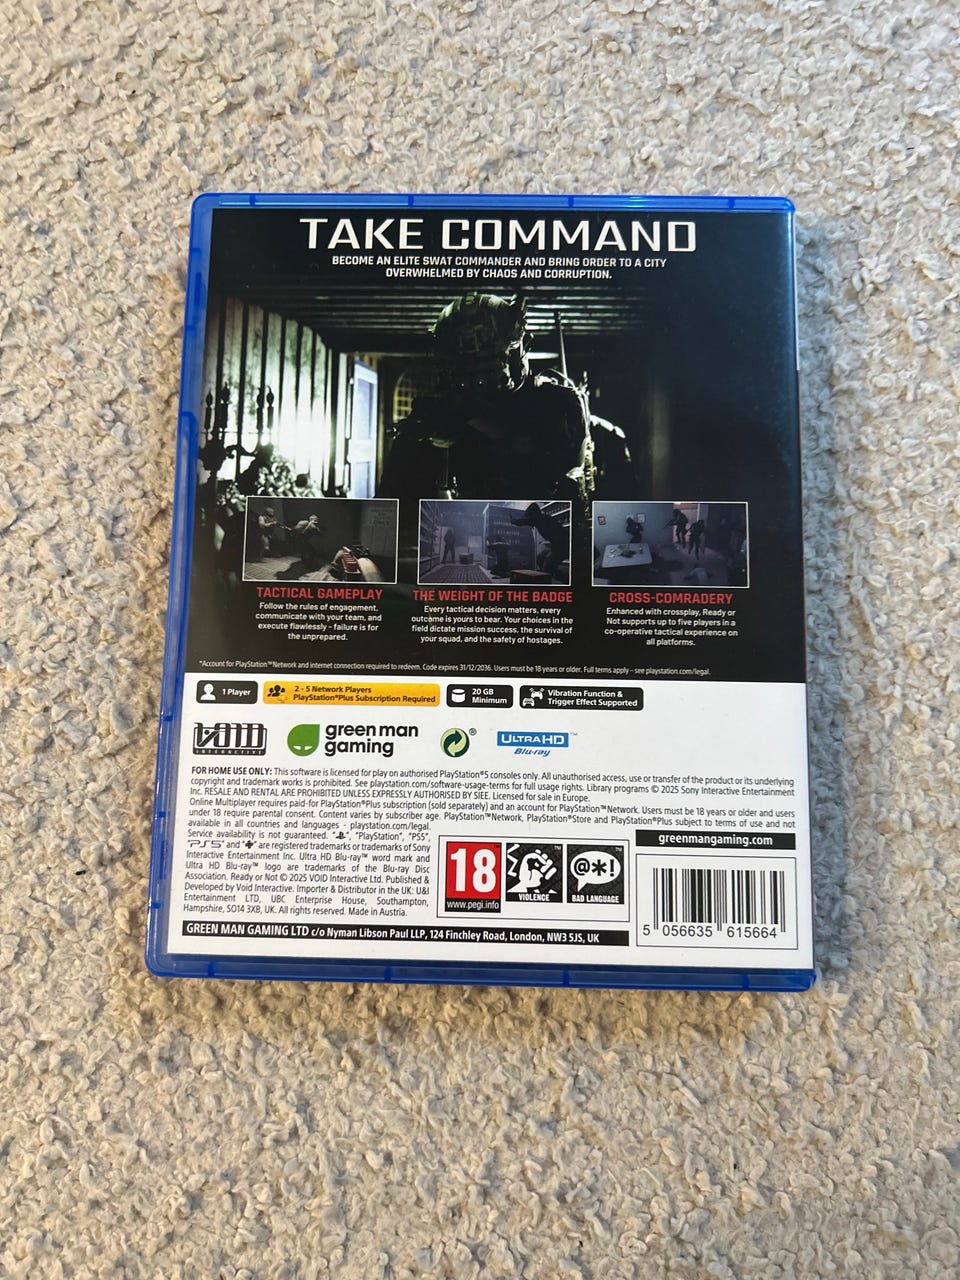 TAKE COMMAND
BECOME AN ELITE SWAT COMMANDER AND BRING ORDER TO A CITY
OVERWHELMED BY CHAOS AND CORRUPTION.
TACTICAL GAMEPLAY
Follow the rules of engagement,
communicate with your team, and
execute flawlessly - failure is for
the unprepared.
THE WEIGHT OF THE BADGE
Every tactical decision matters, every
outcome is yours to bear. Your choices in the
field dictate mission success, the survival of
your squad, and the safety of hostages.
CROSS-COMRADERY
Enhanced with crossplay, Ready or
Not supports up to five players in a
co-operative tactical experience on
all platforms.
*Account for PlayStation™Network and internet connection required to redeem. Code expires 31/12/2036. Users must be 18 years or older. Full terms apply - see playstation.com/legal.
1 Player
2 - 5 Network Players
PlayStation®Plus Subscription Required
20 GB
Minimum
Vibration Function &
Trigger Effect Supported
VOID
INTERACTIVE
green man
gaming
®
ULTRA HD™
Blu-ray
FOR HOME USE ONLY: This software is licensed for play on authorised PlayStation®5 consoles only. All unauthorised access, use or transfer of the product or its underlying
copyright and trademark works is prohibited. See playstation.com/software-usage-terms for full usage rights. Library programs © 2025 Sony Interactive Entertainment
Inc. RESALE AND RENTAL ARE PROHIBITED UNLESS EXPRESSLY AUTHORISED BY SIEE. Licensed for sale in Europe.
Online Multiplayer requires paid-for PlayStation®Plus subscription (sold separately) and an account for PlayStation™Network. Users must be 18 years or older and users
under 18 require parental consent. Content varies by subscriber age. PlayStation™Network, PlayStation®Store and PlayStation®Plus subject to terms of use and not
available in all countries and languages - playstation.com/legal.
Service availability is not guaranteed. "PS", "PlayStation", "PS5",
"PS5" and "✚" are registered trademarks or trademarks of Sony
Interactive Entertainment Inc. Ultra HD Blu-ray™ word mark and
Ultra HD Blu-ray™ logo are trademarks of the Blu-ray Disc
Association. Ready or Not © 2025 VOID Interactive Ltd. Published &
Developed by Void Interactive. Importer & Distributor in the UK: U&I
Entertainment LTD, UBC Enterprise House, Southampton,
Hampshire, SO14 3XB, UK. All rights reserved. Made in Austria.
18
www.pegi.info
VIOLENCE
@*!
BAD LANGUAGE
greenmangaming.com
5 056635 615664
GREEN MAN GAMING LTD c/o Nyman Libson Paul LLP, 124 Finchley Road, London, NW3 5JS, UK